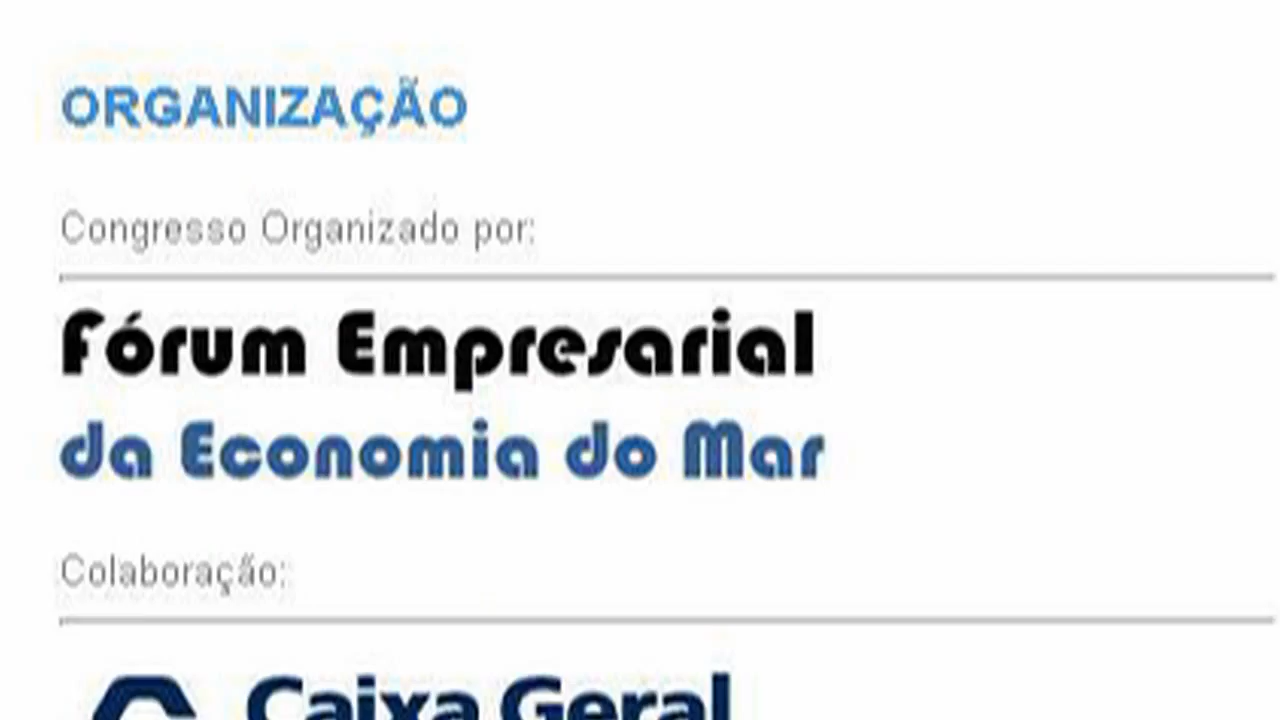 ORGANIZAÇÃO
Congresso Organizado por:
Fórum Empresarial
da Economia do Mar
Colaboração:
Caixa Geral